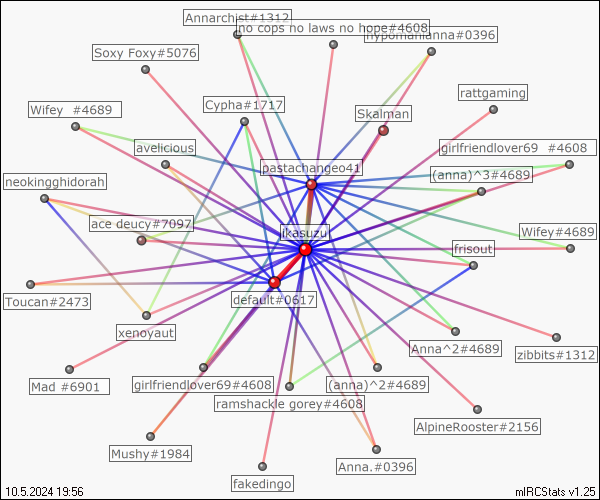 Annarchist#1312
no cops no laws no hope#4608
hypomanianna#0396
Soxy Foxy#5076
rattgaming
Wifey  #4689
Cypha#1717
Skalman
avelicious
girlfriendlover69  #4608
pastachangeo41
(anna)^3#4689
neokingghidorah
ace deucy#7097
ikasuzu
Wifey#4689
frisout
Toucan#2473
default#0617
xenoyaut
Anna^2#4689
zibbits#1312
Mad #6901
girlfriendlover69#4608
(anna)^2#4689
ramshackle gorey#4608
AlpineRooster#2156
Mushy#1984
Anna.#0396
fakedingo
10.5.2024 19:56
mIRCStats v1.25